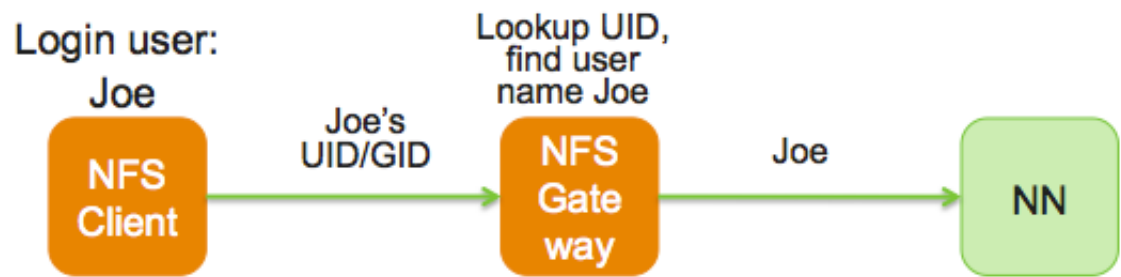 Login user:
Joe
NFS
Client
Joe's
UID/GID
Lookup UID,
find user
name Joe
NFS
Gate
way
Joe
NN